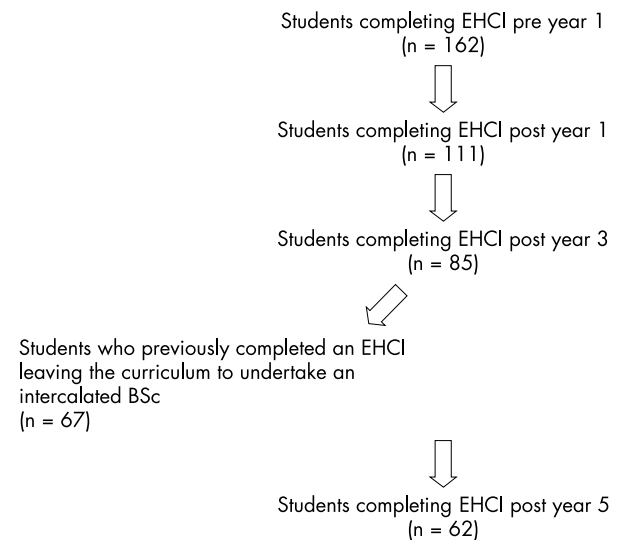 Students completing EHCI pre year 1
(n = 162)
Students completing EHCI post year 1
(n = 111)
Students completing EHCI post year 3
(n = 85)
Students who previously completed an EHCI
leaving the curriculum to undertake an
intercalated BSc
(n = 67)
Students completing EHCI post year 5
(n = 62)